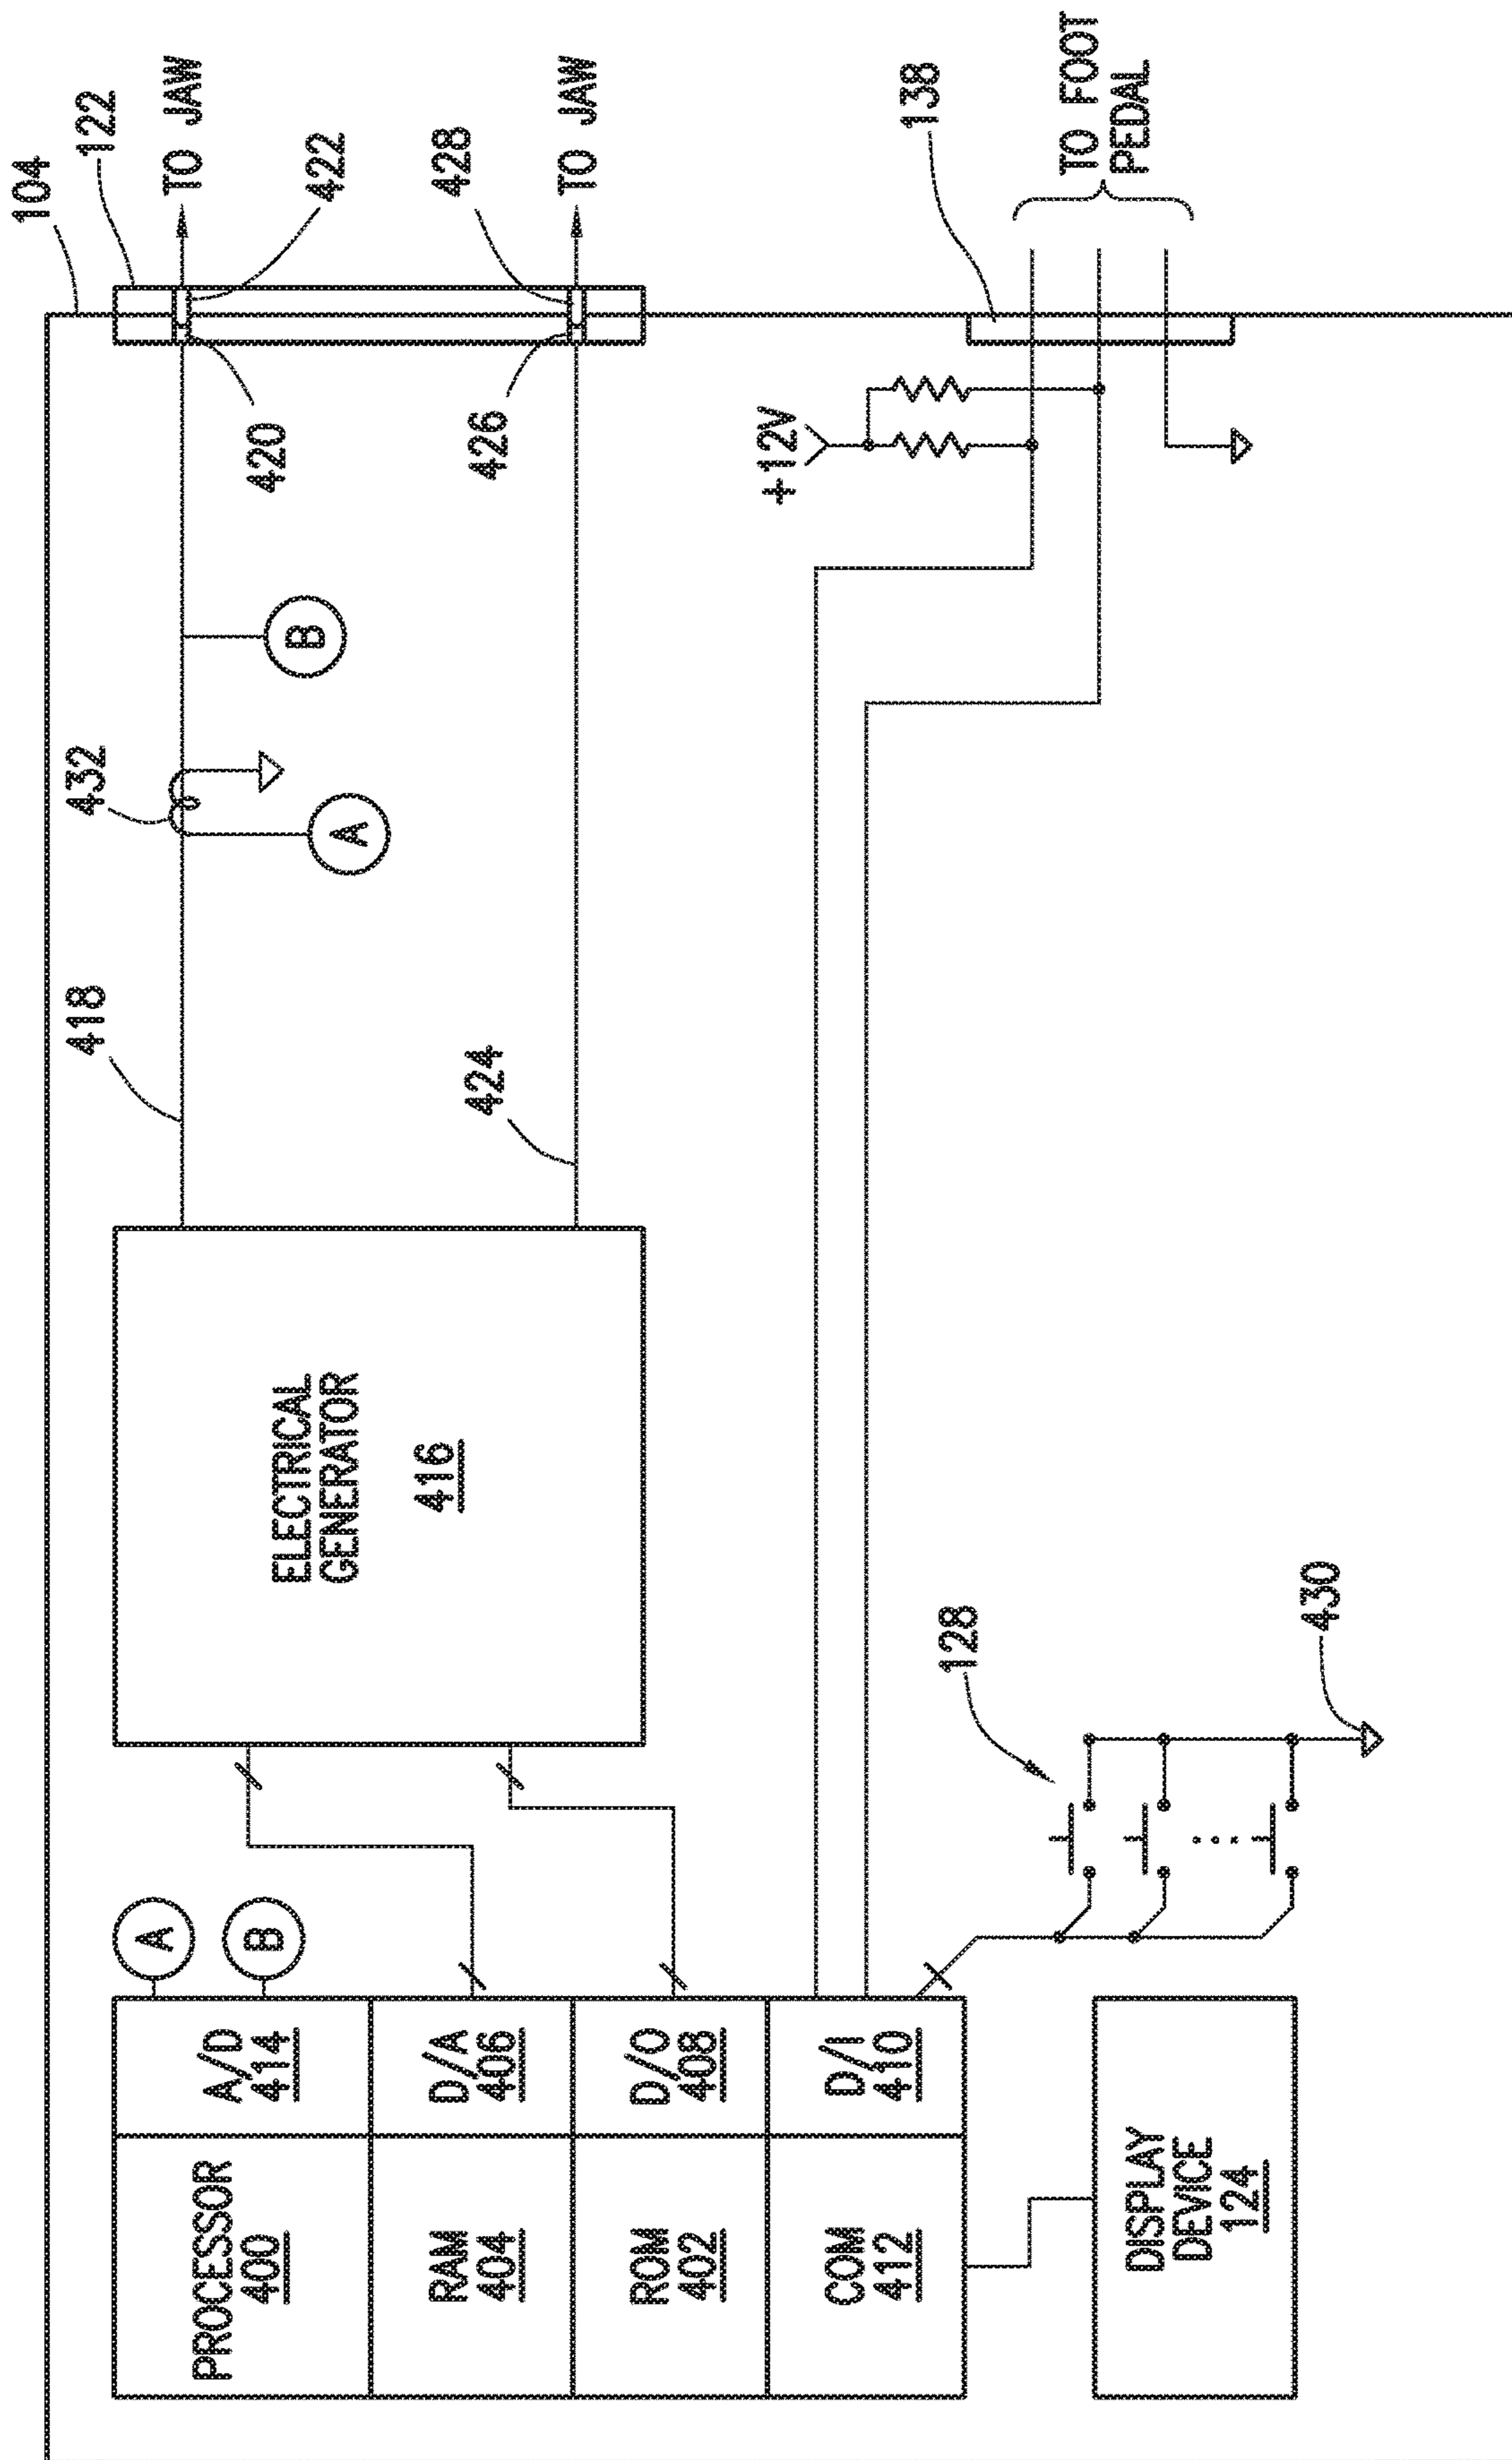 104
122
TO JAW
422
428
TO JAW
138
TO FOOT
PEDAL
420
426
+12V
B
432
A
418
424
ELECTRICAL
GENERATOR
416
128
430
A
B
PROCESSOR
400
A/D
414
RAM
404
D/A
406
ROM
402
D/O
408
COM
412
D/I
410
DISPLAY
DEVICE
124